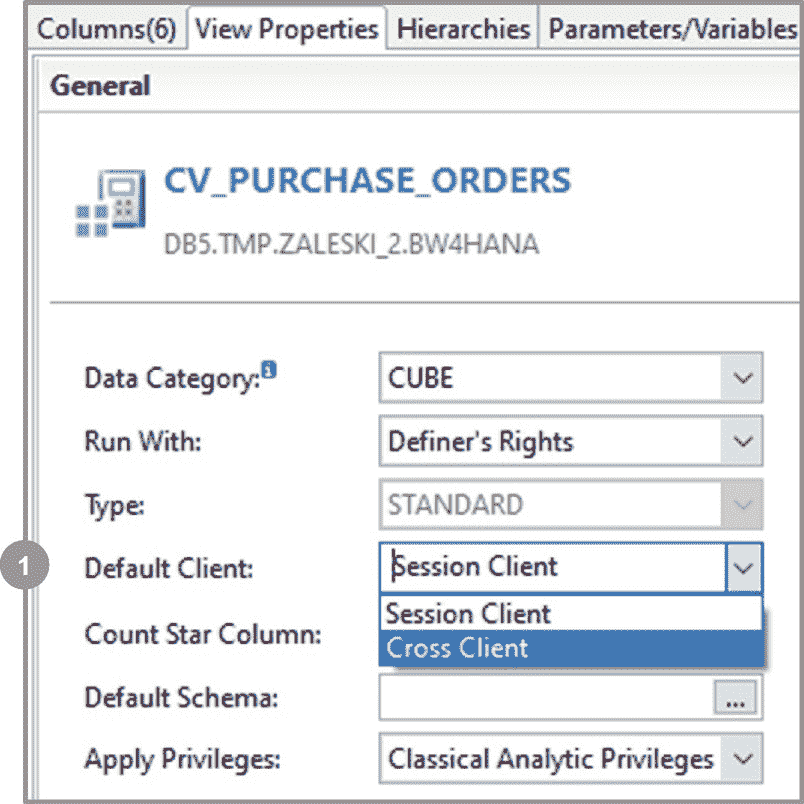 Columns(6) View Properties Hierarchies Parameters/Variables
General
CV_PURCHASE_ORDERS
DB5.TMP.ZALESKI_2.BW4HANA
Data Category: CUBE
Run With: Definer's Rights
Type: STANDARD
1 Default Client: Session Client
Session Client
Count Star Column:
Cross Client
Default Schema: ...
Apply Privileges: Classical Analytic Privileges